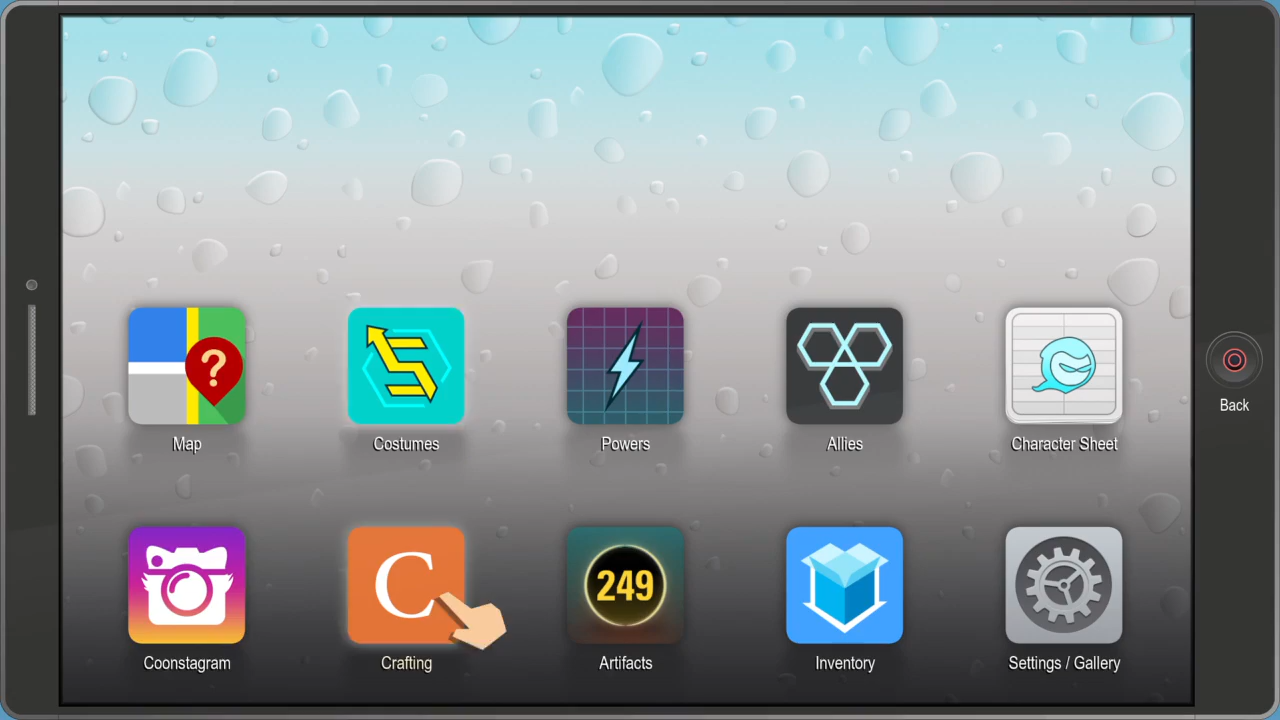 ?
Map
Costumes
Powers
Allies
Character Sheet
Back
C
249
Coonstagram
Crafting
Artifacts
Inventory
Settings / Gallery